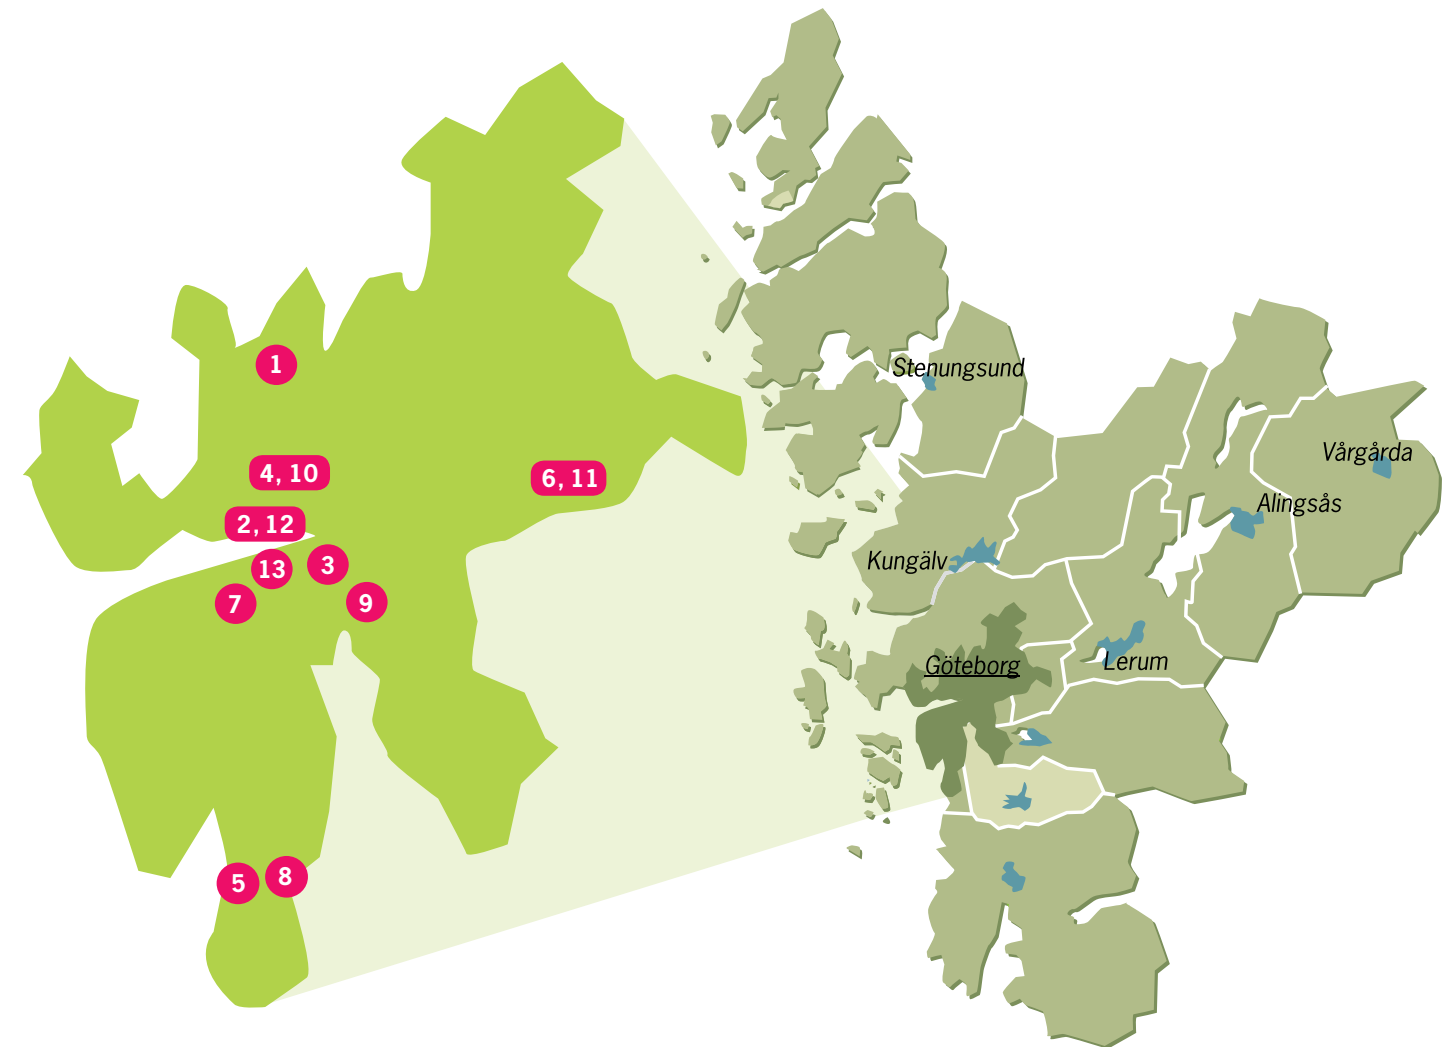 1
4, 10
6, 11
2, 12
13
3
7
9
5
8
Stenungsund
Vårgårda
Alingsås
Kungälv
Göteborg
Lerum